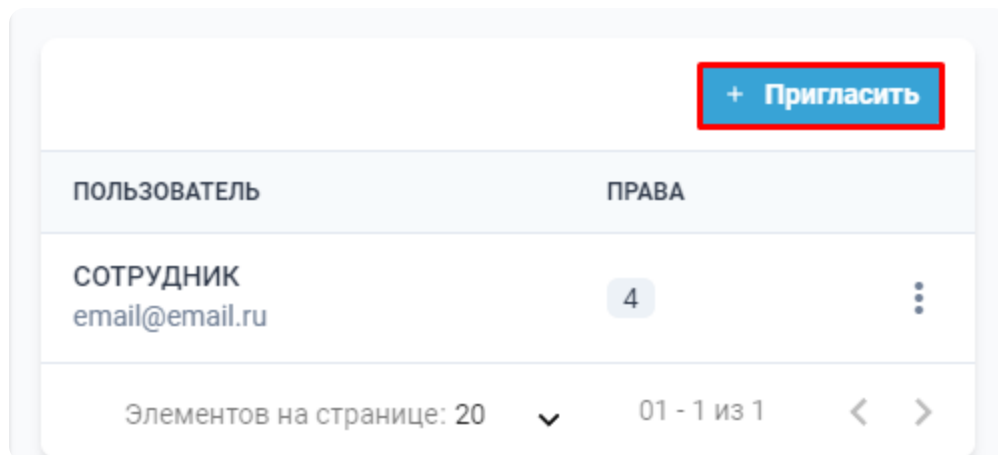 + Пригласить
ПОЛЬЗОВАТЕЛЬ ПРАВА
СОТРУДНИК
email@email.ru
4
Элементов на странице: 20 01 - 1 из 1